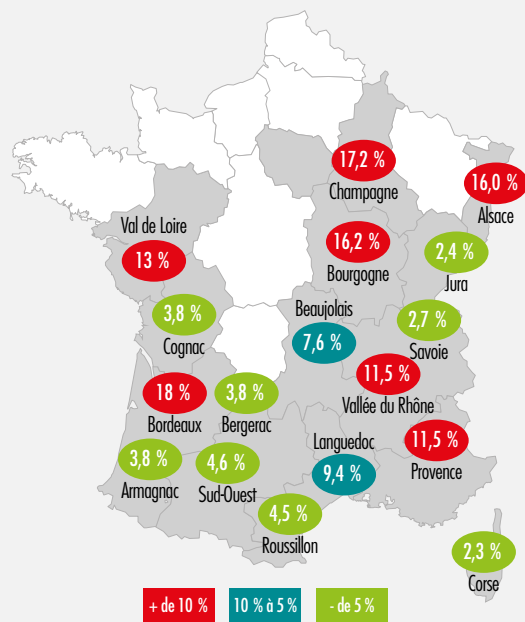 17,2 %
Champagne
16,0 %
Alsace
Val de Loire
13 %
16,2 %
Bourgogne
2,4 %
Jura
3,8 %
Cognac
Beaujolais
7,6 %
2,7 %
Savoie
18 %
Bordeaux
3,8 %
Bergerac
11,5 %
Vallée du Rhône
3,8 %
Armagnac
4,6 %
Sud-Ouest
Languedoc
9,4 %
11,5 %
Provence
4,5 %
Roussillon
2,3 %
Corse
+ de 10 %
10 % à 5 %
- de 5 %